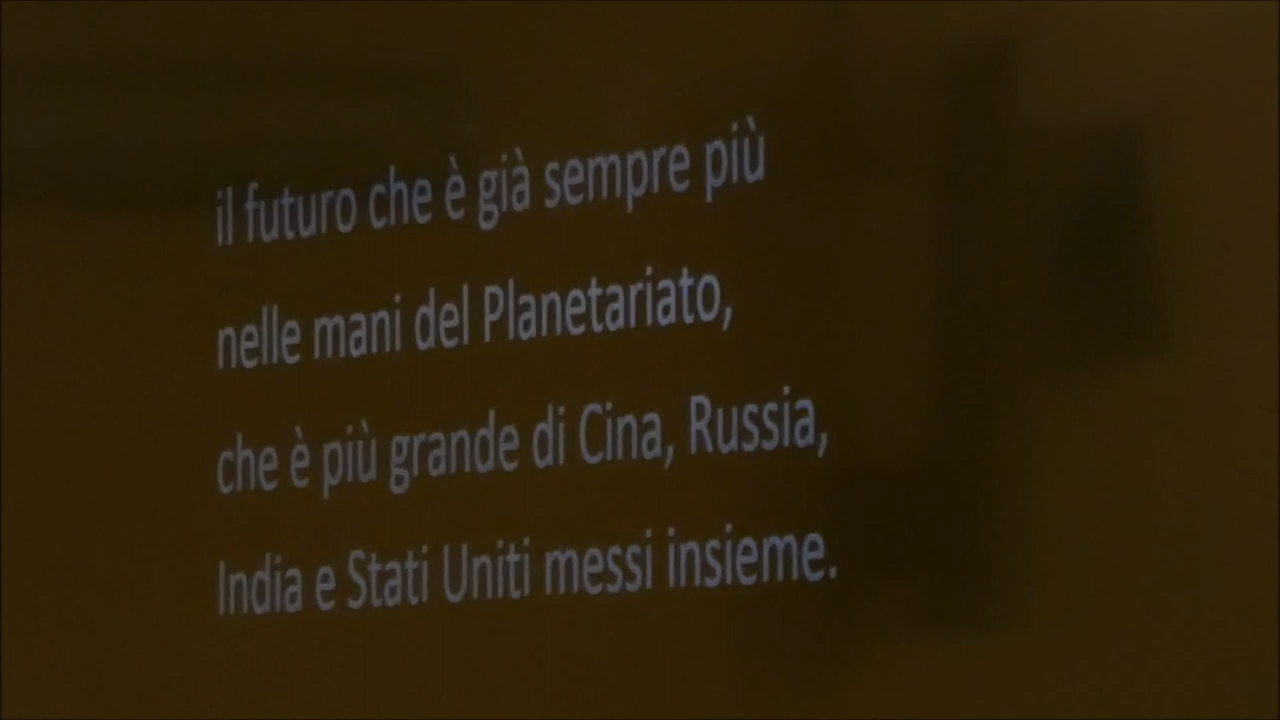 il futuro che è già sempre più
nelle mani del Planetariato,
che è più grande di Cina, Russia,
India e Stati Uniti messi insieme.